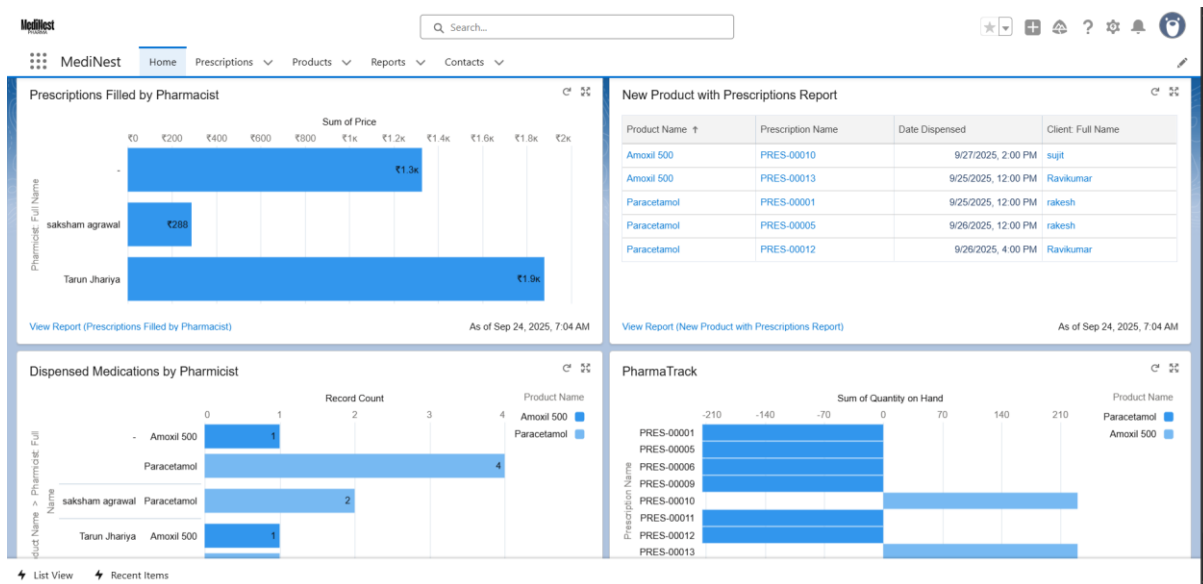 MediNest
PHARMA
Search...
MediNest
Home
Prescriptions
Products
Reports
Contacts
Prescriptions Filled by Pharmacist
Sum of Price
₹0 ₹200 ₹400 ₹600 ₹800 ₹1K ₹1.2K ₹1.4K ₹1.6K ₹1.8K ₹2K
Pharmicist: Full Name
- ₹1.3K
saksham agrawal ₹288
Tarun Jhariya ₹1.9K
View Report (Prescriptions Filled by Pharmacist)
As of Sep 24, 2025, 7:04 AM
New Product with Prescriptions Report
Product Name ↑ Prescription Name Date Dispensed Client: Full Name
Amoxil 500 PRES-00010 9/27/2025, 2:00 PM sujit
Amoxil 500 PRES-00013 9/25/2025, 12:00 PM Ravikumar
Paracetamol PRES-00001 9/25/2025, 12:00 PM rakesh
Paracetamol PRES-00005 9/26/2025, 12:00 PM rakesh
Paracetamol PRES-00012 9/26/2025, 4:00 PM Ravikumar
View Report (New Product with Prescriptions Report)
As of Sep 24, 2025, 7:04 AM
Dispensed Medications by Pharmicist
Record Count
0 1 2 3 4
Product Name > Pharmicist: Full
Name
- Amoxil 500 1
Paracetamol 4
saksham agrawal Paracetamol 2
Tarun Jhariya Amoxil 500 1
Product Name
Amoxil 500
Paracetamol
PharmaTrack
Sum of Quantity on Hand
-210 -140 -70 0 70 140 210
Prescription Name
PRES-00001
PRES-00005
PRES-00006
PRES-00009
PRES-00010
PRES-00011
PRES-00012
PRES-00013
Product Name
Paracetamol
Amoxil 500
List View
Recent Items